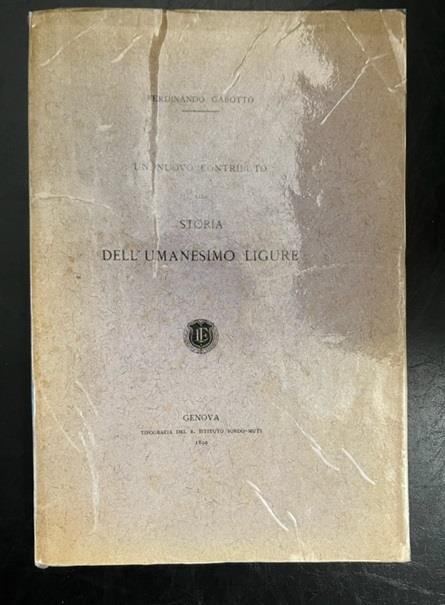 FERDINANDO GABOTTO
UN NUOVO CONTRIBUTO
ALLA
STORIA
DELL'UMANESIMO LIGURE
GENOVA
TIPOGRAFIA DEL R. ISTITUTO SORDO-MUTI